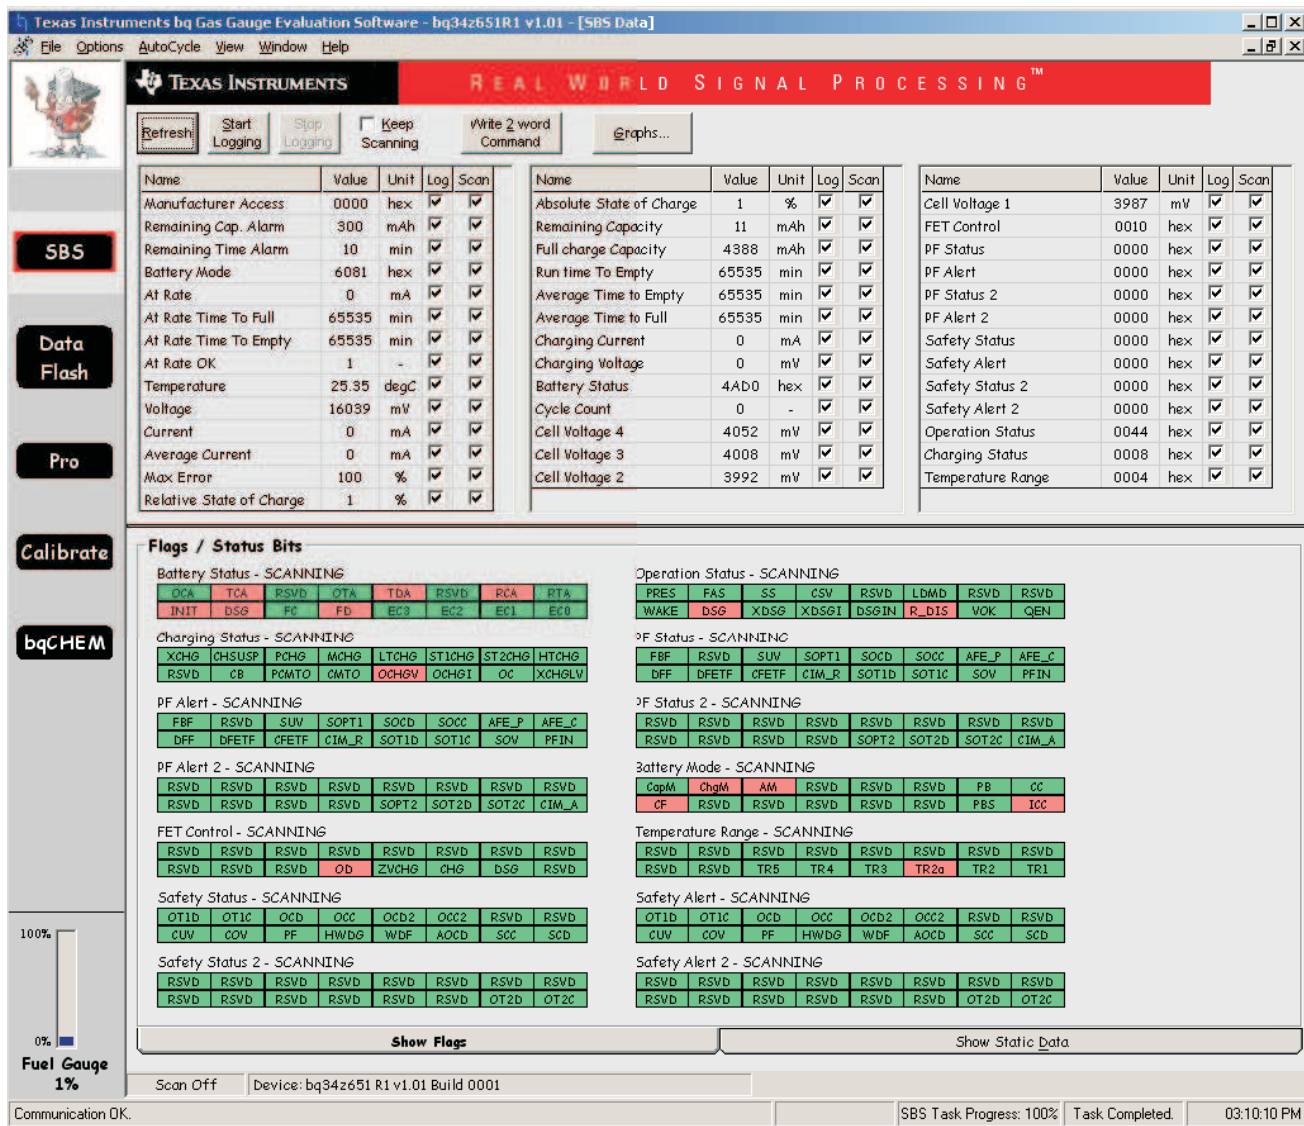 Texas Instruments bq Gas Gauge Evaluation Software - bq34z651R1 v1.01 - [SBS Data]
File Options AutoCycle View Window Help
TEXAS INSTRUMENTS REAL WORLD SIGNAL PROCESSING™
Refresh Start Logging Stop Logging Keep Scanning Write 2 word Command Graphs...
SBS
Data Flash
Pro
Calibrate
bqCHEM
100%
0%
Fuel Gauge
1%
Name Value Unit Log Scan
Manufacturer Access 0000 hex
Remaining Cap. Alarm 300 mAh
Remaining Time Alarm 10 min
Battery Mode 6081 hex
At Rate 0 mA
At Rate Time To Full 65535 min
At Rate Time To Empty 65535 min
At Rate OK 1 -
Temperature 25.35 degC
Voltage 16039 mV
Current 0 mA
Average Current 0 mA
Max Error 100 %
Relative State of Charge 1 %
Name Value Unit Log Scan
Absolute State of Charge 1 %
Remaining Capacity 11 mAh
Full charge Capacity 4388 mAh
Run time To Empty 65535 min
Average Time to Empty 65535 min
Average Time to Full 65535 min
Charging Current 0 mA
Charging Voltage 0 mV
Battery Status 4AD0 hex
Cycle Count 0 -
Cell Voltage 4 4052 mV
Cell Voltage 3 4008 mV
Cell Voltage 2 3992 mV
Name Value Unit Log Scan
Cell Voltage 1 3987 mV
FET Control 0010 hex
PF Status 0000 hex
PF Alert 0000 hex
PF Status 2 0000 hex
PF Alert 2 0000 hex
Safety Status 0000 hex
Safety Alert 0000 hex
Safety Status 2 0000 hex
Safety Alert 2 0000 hex
Operation Status 0044 hex
Charging Status 0008 hex
Temperature Range 0004 hex
Flags / Status Bits
Battery Status - SCANNING
OCA TCA RSVD OTA TDA RSVD RCA RTA
INIT DSG FC FD EC3 EC2 EC1 EC0
Operation Status - SCANNING
PRES FAS SS CSV RSVD LDMD RSVD RSVD
WAKE DSG XDSG XDSGI DSGIN R_DIS VOK QEN
Charging Status - SCANNING
XCHG CHSUSP PCHG MCHG LTCHG ST1CHG ST2CHG HTCHG
RSVD CB PCMTO CMTO OCHGV OCHGI OC XCHGLV
PF Status - SCANNING
FBF RSVD SUV SOPT1 SOCD SOCC AFE_P AFE_C
DFF DFETF CFETF CIM_R SOT1D SOT1C SOV PFIN
PF Alert - SCANNING
FBF RSVD SUV SOPT1 SOCD SOCC AFE_P AFE_C
DFF DFETF CFETF CIM_R SOT1D SOT1C SOV PFIN
PF Status 2 - SCANNING
RSVD RSVD RSVD RSVD RSVD RSVD RSVD RSVD
RSVD RSVD RSVD RSVD SOPT2 SOT2D SOT2C CIM_A
PF Alert 2 - SCANNING
RSVD RSVD RSVD RSVD RSVD RSVD RSVD RSVD
RSVD RSVD RSVD RSVD SOPT2 SOT2D SOT2C CIM_A
Battery Mode - SCANNING
CapM ChgM AM RSVD RSVD RSVD PB CC
CF RSVD RSVD RSVD RSVD RSVD PBS ICC
FET Control - SCANNING
RSVD RSVD RSVD RSVD RSVD RSVD RSVD RSVD
RSVD RSVD RSVD OD ZVCHG CHG DSG RSVD
Temperature Range - SCANNING
RSVD RSVD RSVD RSVD RSVD RSVD RSVD RSVD
RSVD RSVD TR5 TR4 TR3 TR2a TR2 TR1
Safety Status - SCANNING
OT1D OT1C OCD OCC OCD2 OCC2 RSVD RSVD
CUV COV PF HWDG WDF AOCD SCC SCD
Safety Alert - SCANNING
OT1D OT1C OCD OCC OCD2 OCC2 RSVD RSVD
CUV COV PF HWDG WDF AOCD SCC SCD
Safety Status 2 - SCANNING
RSVD RSVD RSVD RSVD RSVD RSVD RSVD RSVD
RSVD RSVD RSVD RSVD RSVD RSVD OT2D OT2C
Safety Alert 2 - SCANNING
RSVD RSVD RSVD RSVD RSVD RSVD RSVD RSVD
RSVD RSVD RSVD RSVD RSVD RSVD OT2D OT2C
Show Flags Show Static Data
Scan Off Device: bq34z651 R1 v1.01 Build 0001
Communication OK. SBS Task Progress: 100% Task Completed. 03:10:10 PM